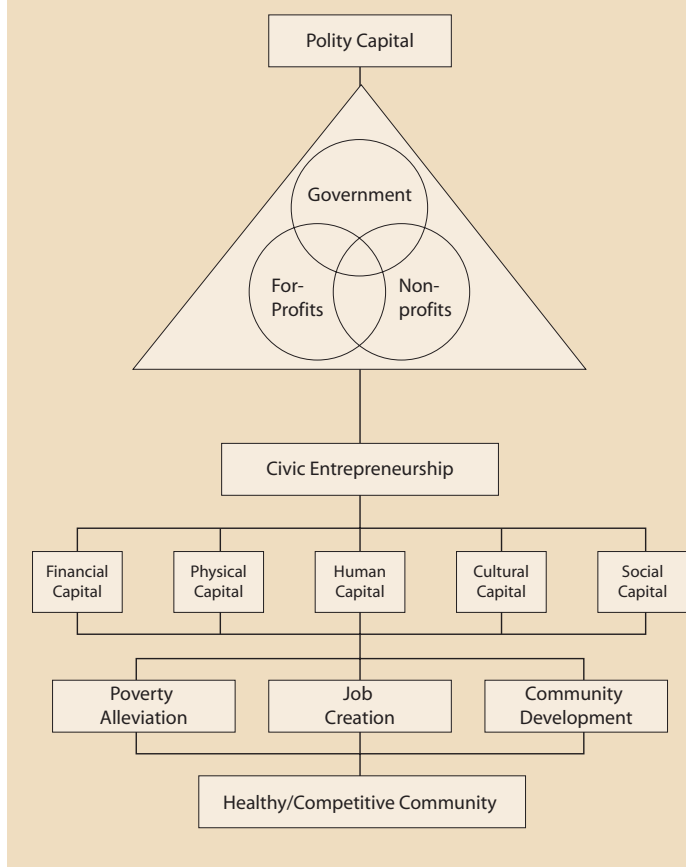 Polity Capital
Government
For-
Profits
Non-
profits
Civic Entrepreneurship
Financial
Capital
Physical
Capital
Human
Capital
Cultural
Capital
Social
Capital
Poverty
Alleviation
Job
Creation
Community
Development
Healthy/Competitive Community